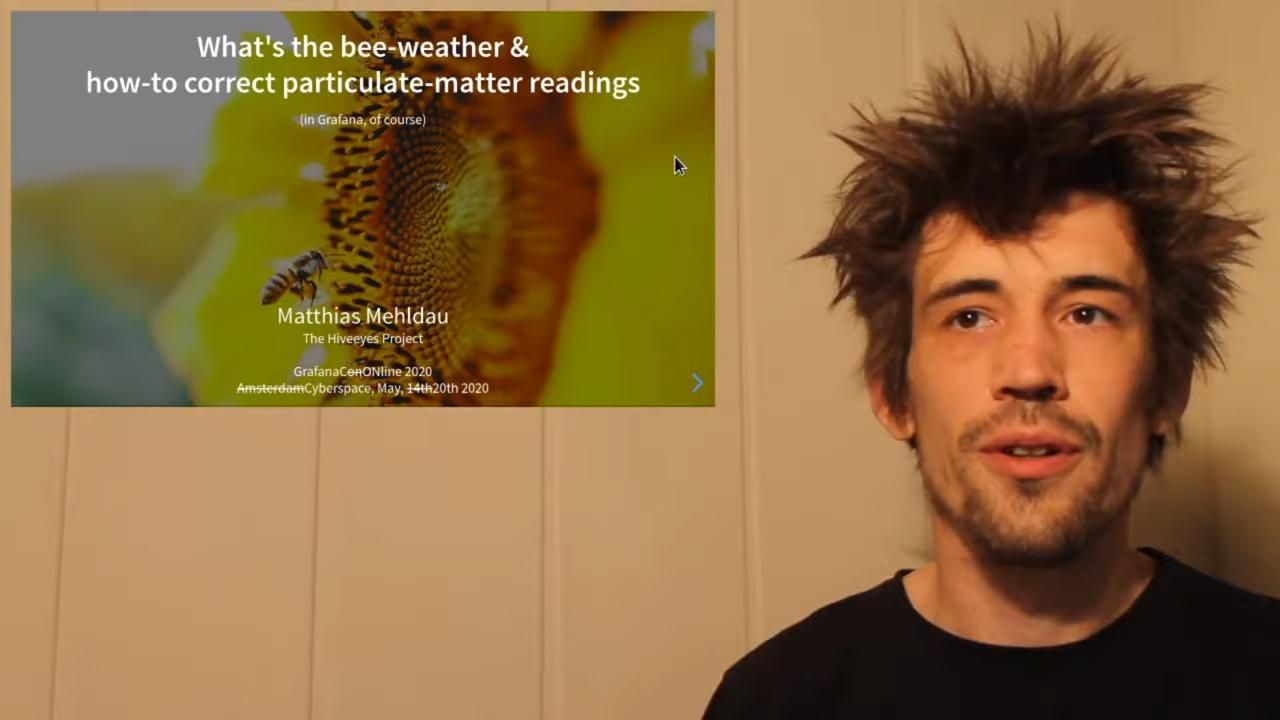 What's the bee-weather &
how-to correct particulate-matter readings
(in Grafana, of course)
Matthias Mehldau
The Hiveeyes Project
GrafanaConONline 2020
AmsterdamCyberspace, May, 14th20th 2020